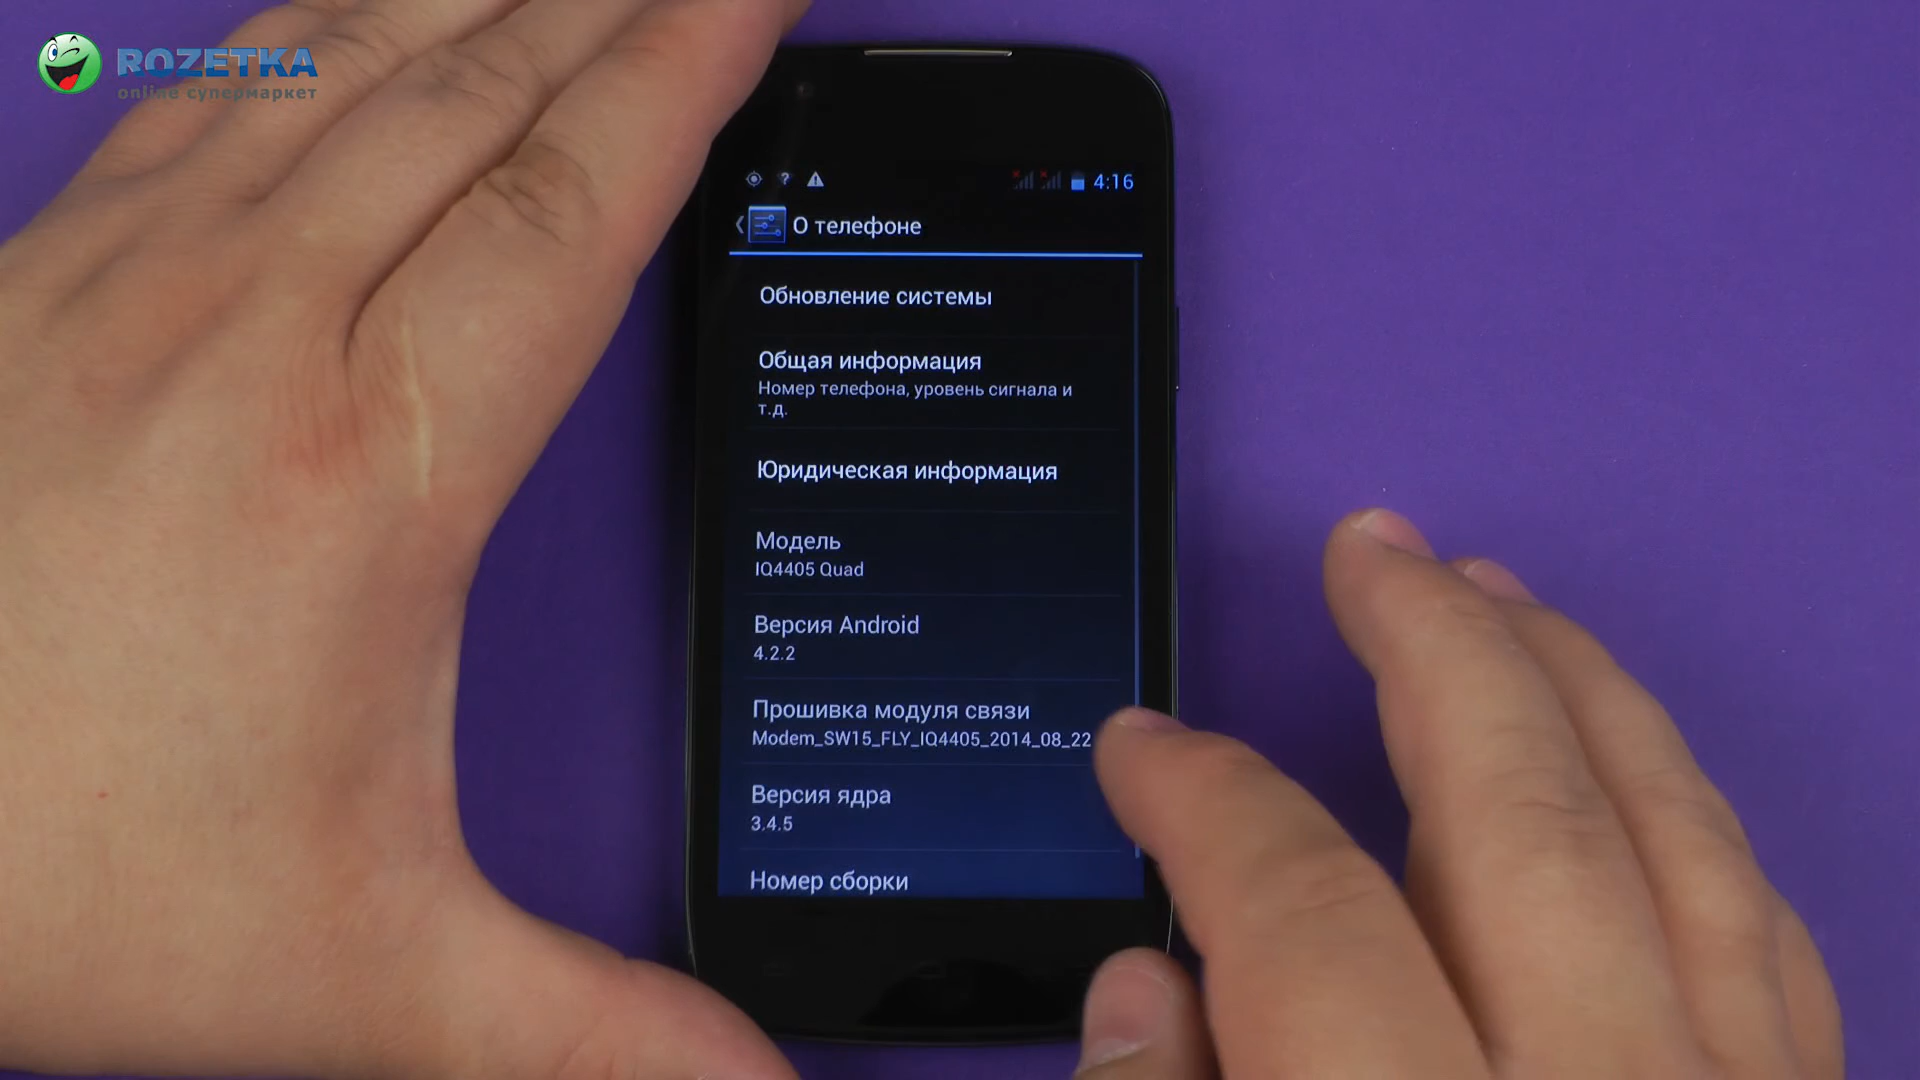 ROZETKA
online супермаркет
? 4:16
О телефоне
Обновление системы
Общая информация
Номер телефона, уровень сигнала и
т.д.
Юридическая информация
Модель
IQ4405 Quad
Версия Android
4.2.2
Прошивка модуля связи
Modem_SW15_FLY_IQ4405_2014_08_22
Версия ядра
3.4.5
Номер сборки